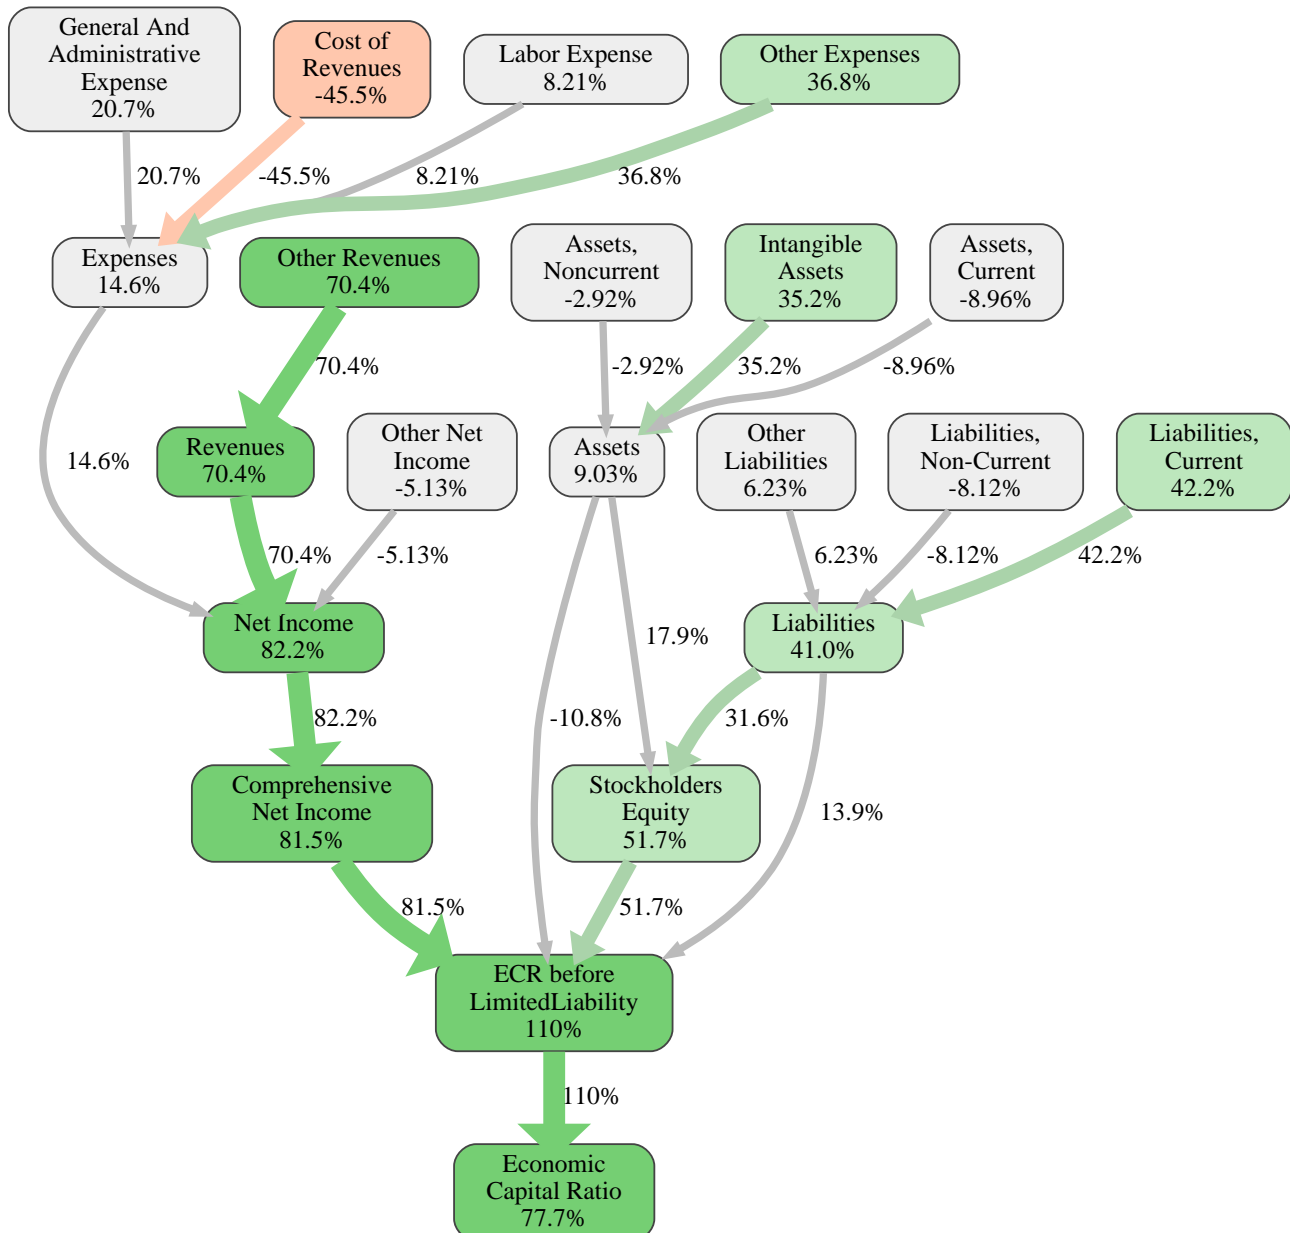 General And
Administrative
Expense
20.7%
Cost of
Revenues
-45.5%
Labor Expense
8.21%
Other Expenses
36.8%
20.7%
-45.5%
8.21%
36.8%
Expenses
14.6%
Other Revenues
70.4%
Assets,
Noncurrent
-2.92%
Intangible
Assets
35.2%
Assets,
Current
-8.96%
70.4%
-2.92%
35.2%
-8.96%
14.6%
Revenues
70.4%
Other Net
Income
-5.13%
Assets
9.03%
Other
Liabilities
6.23%
Liabilities,
Non-Current
-8.12%
Liabilities,
Current
42.2%
70.4%
-5.13%
6.23%
-8.12%
42.2%
Net Income
82.2%
17.9%
Liabilities
41.0%
82.2%
-10.8%
31.6%
Comprehensive
Net Income
81.5%
Stockholders
Equity
51.7%
13.9%
81.5%
51.7%
ECR before
LimitedLiability
110%
110%
Economic
Capital Ratio
77.7%